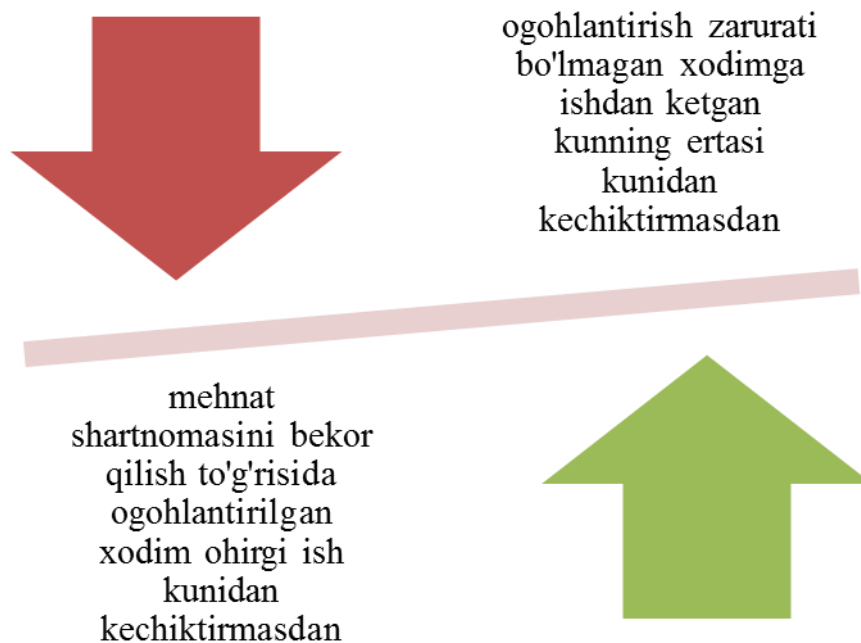 ogohlantirish zarurati
bo'lmagan xodimga
ishdan ketgan
kunning ertasi
kunidan
kechiktirmasdan
mehnat
shartnomasini bekor
qilish to'g'risida
ogohlantirilgan
xodim ohirgi ish
kunidan
kechiktirmasdan